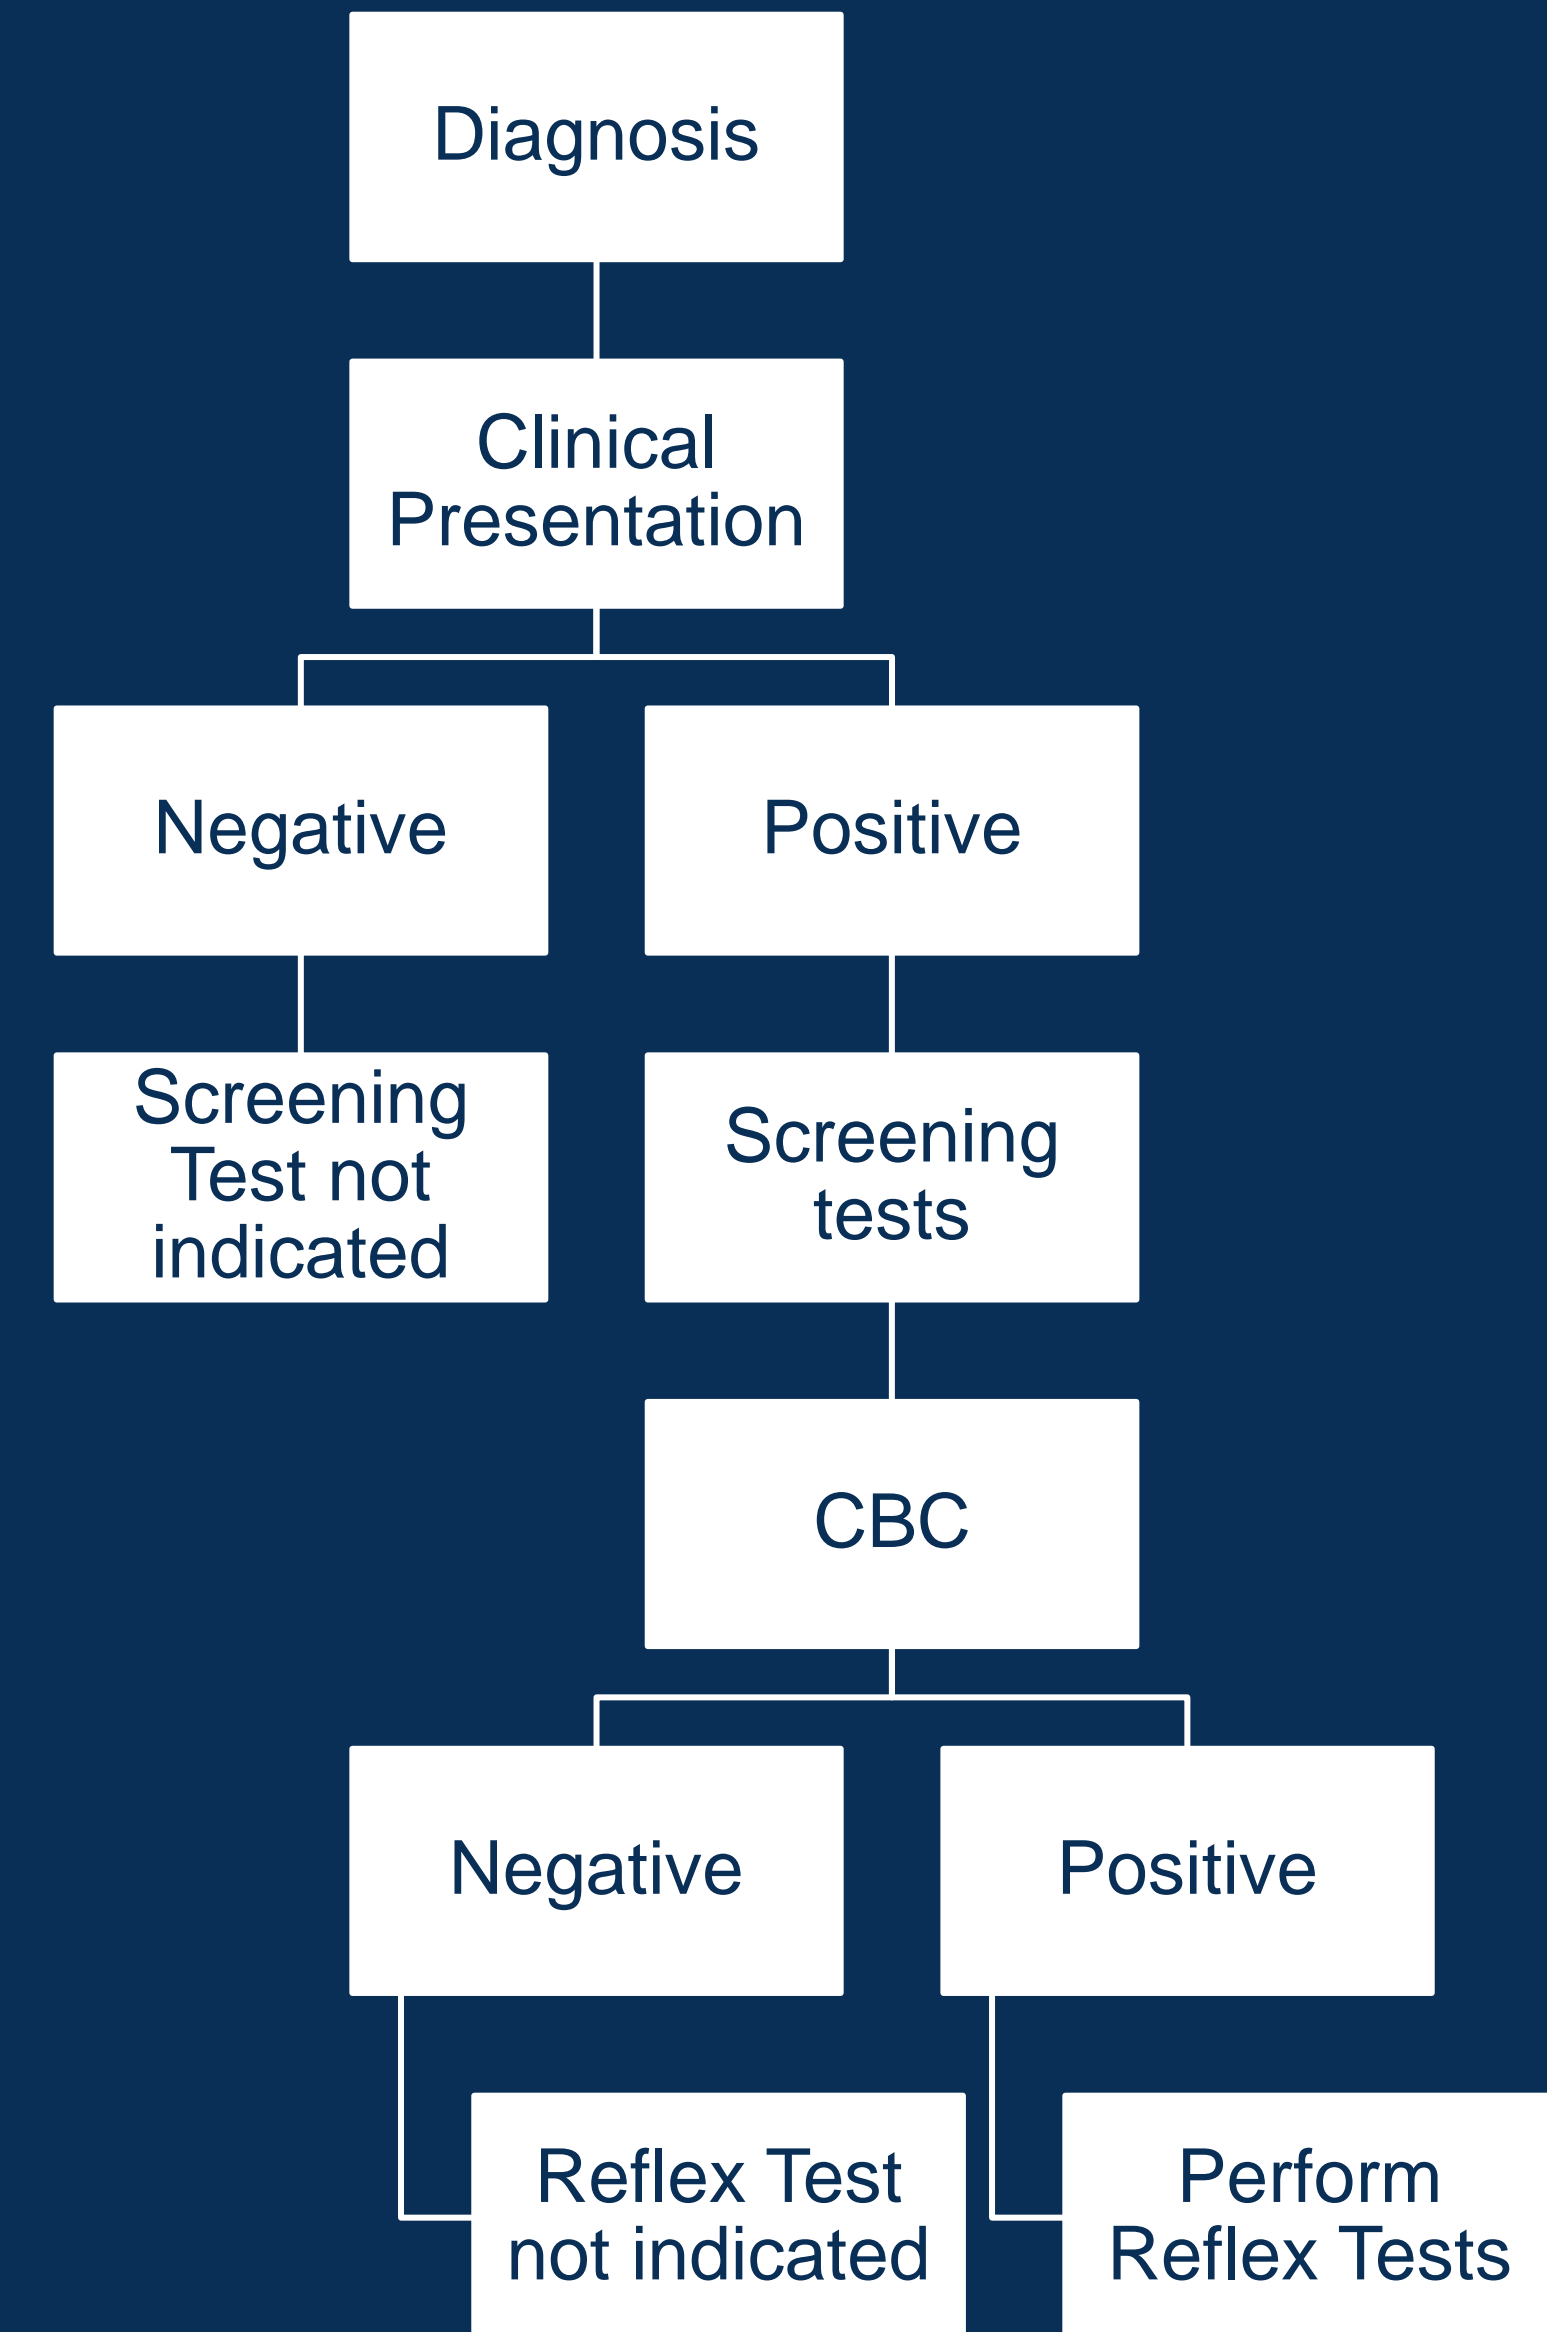 Diagnosis
Clinical
Presentation
Negative
Positive
Screening
Test not
indicated
Screening
tests
CBC
Negative
Positive
Reflex Test
not indicated
Perform
Reflex Tests